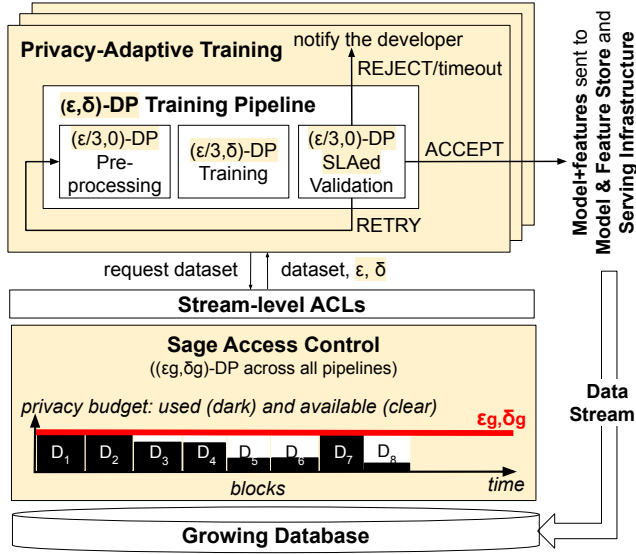 Privacy-Adaptive Training
notify the developer
REJECT/timeout
(ε,δ)-DP Training Pipeline
(ε/3,0)-DP
Pre-
processing
(ε/3,δ)-DP
Training
(ε/3,0)-DP
SLAed
Validation
ACCEPT
RETRY
Model+features sent to
Model & Feature Store and
Serving Infrastructure
request dataset
dataset, ε, δ
Stream-level ACLs
Sage Access Control
((εg,δg)-DP across all pipelines)
privacy budget: used (dark) and available (clear)
εg,δg
D1 D2 D3 D4 D5 D6 D7 D8
blocks
time
Data
Stream
Growing Database